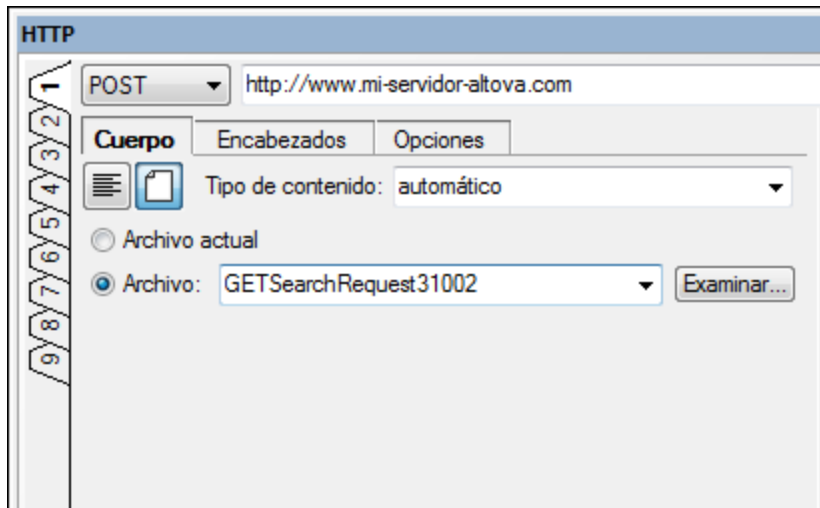 HTTP
1
POST http://www.mi-servidor-altova.com
2
Cuerpo Encabezados Opciones
3
4
Tipo de contenido: automático
5
Archivo actual
6
Archivo: GETSearchRequest31002 Examinar...
7
8
9